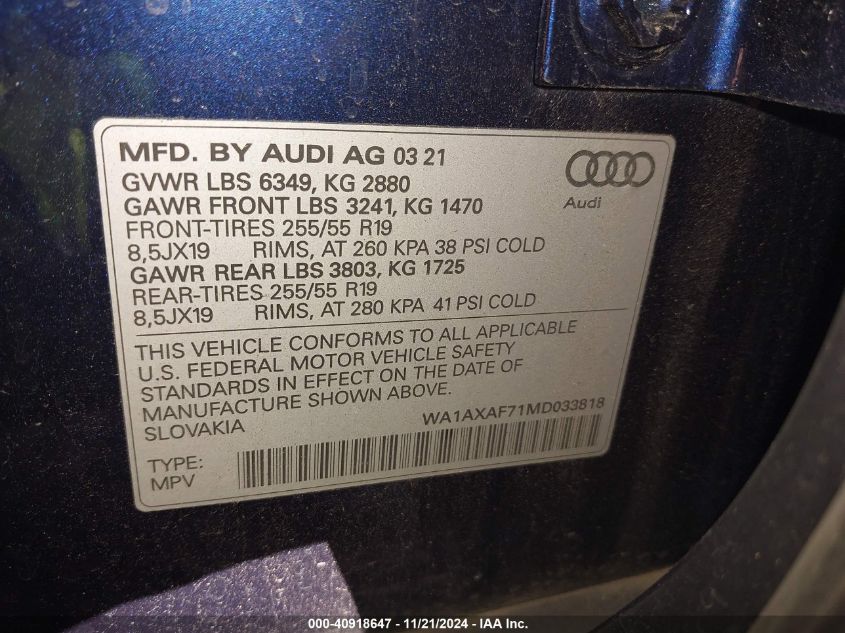 MFD. BY AUDI AG 03 21
GVWR LBS 6349, KG 2880
GAWR FRONT LBS 3241, KG 1470
FRONT-TIRES 255/55 R19
8,5JX19 RIMS, AT 260 KPA 38 PSI COLD
GAWR REAR LBS 3803, KG 1725
REAR-TIRES 255/55 R19
8,5JX19 RIMS, AT 280 KPA 41 PSI COLD
Audi
THIS VEHICLE CONFORMS TO ALL APPLICABLE
U.S. FEDERAL MOTOR VEHICLE SAFETY
STANDARDS IN EFFECT ON THE DATE OF
MANUFACTURE SHOWN ABOVE.
SLOVAKIA
WA1AXAF71MD033818
TYPE:
MPV
000-40918647 - 11/21/2024 - IAA Inc.